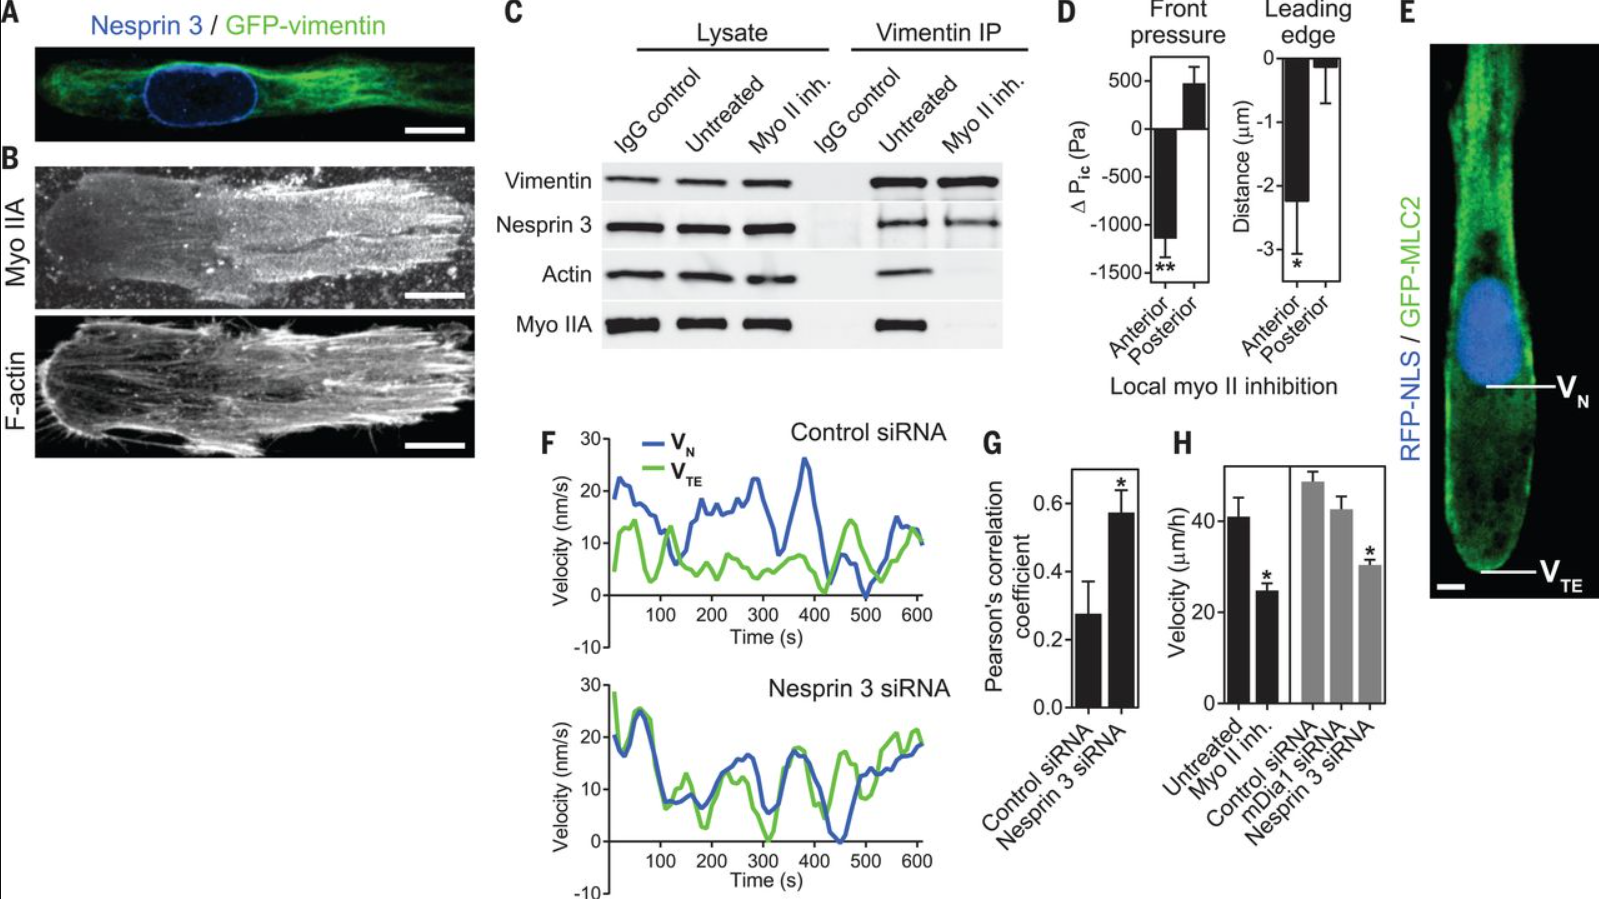 A
Nesprin 3 / GFP-vimentin
B
Myo IIA
F-actin
C
Lysate
Vimentin IP
IgG control
Untreated
Myo II inh.
IgG control
Untreated
Myo II inh.
Vimentin
Nesprin 3
Actin
Myo IIA
D
Front
pressure
Δ Pic (Pa)
500
0
-500
-1000
-1500
**
Anterior
Posterior
Leading
edge
Distance (μm)
0
-1
-2
-3
*
Anterior
Posterior
Local myo II inhibition
E
RFP-NLS / GFP-MLC2
VN
VTE
F
Control siRNA
VN
VTE
Velocity (nm/s)
30
20
10
0
-10
100 200 300 400 500 600
Time (s)
Nesprin 3 siRNA
Velocity (nm/s)
30
20
10
0
-10
100 200 300 400 500 600
Time (s)
G
Pearson's correlation
coefficient
0.6
0.4
0.2
0.0
*
Control siRNA
Nesprin 3 siRNA
H
Velocity (μm/h)
40
20
0
*
*
Untreated
Myo II inh.
Control siRNA
mDia1 siRNA
Nesprin 3 siRNA